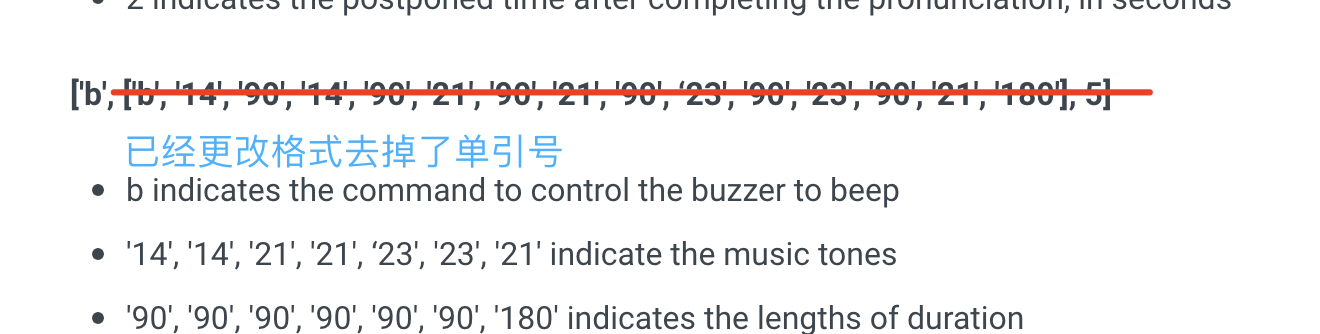 2 indicates the postponed time after completing the pronunciation, in seconds
['b', ['b', '14', '90', '14', '90', '21', '90', '21', '90', ‘23', '90', '23', '90', '21', '180'], 5]
已经更改格式去掉了单引号
b indicates the command to control the buzzer to beep
'14', '14', '21', '21', ‘23', '23', '21' indicate the music tones
'90', '90', '90', '90', '90', '90', '180' indicates the lengths of duration